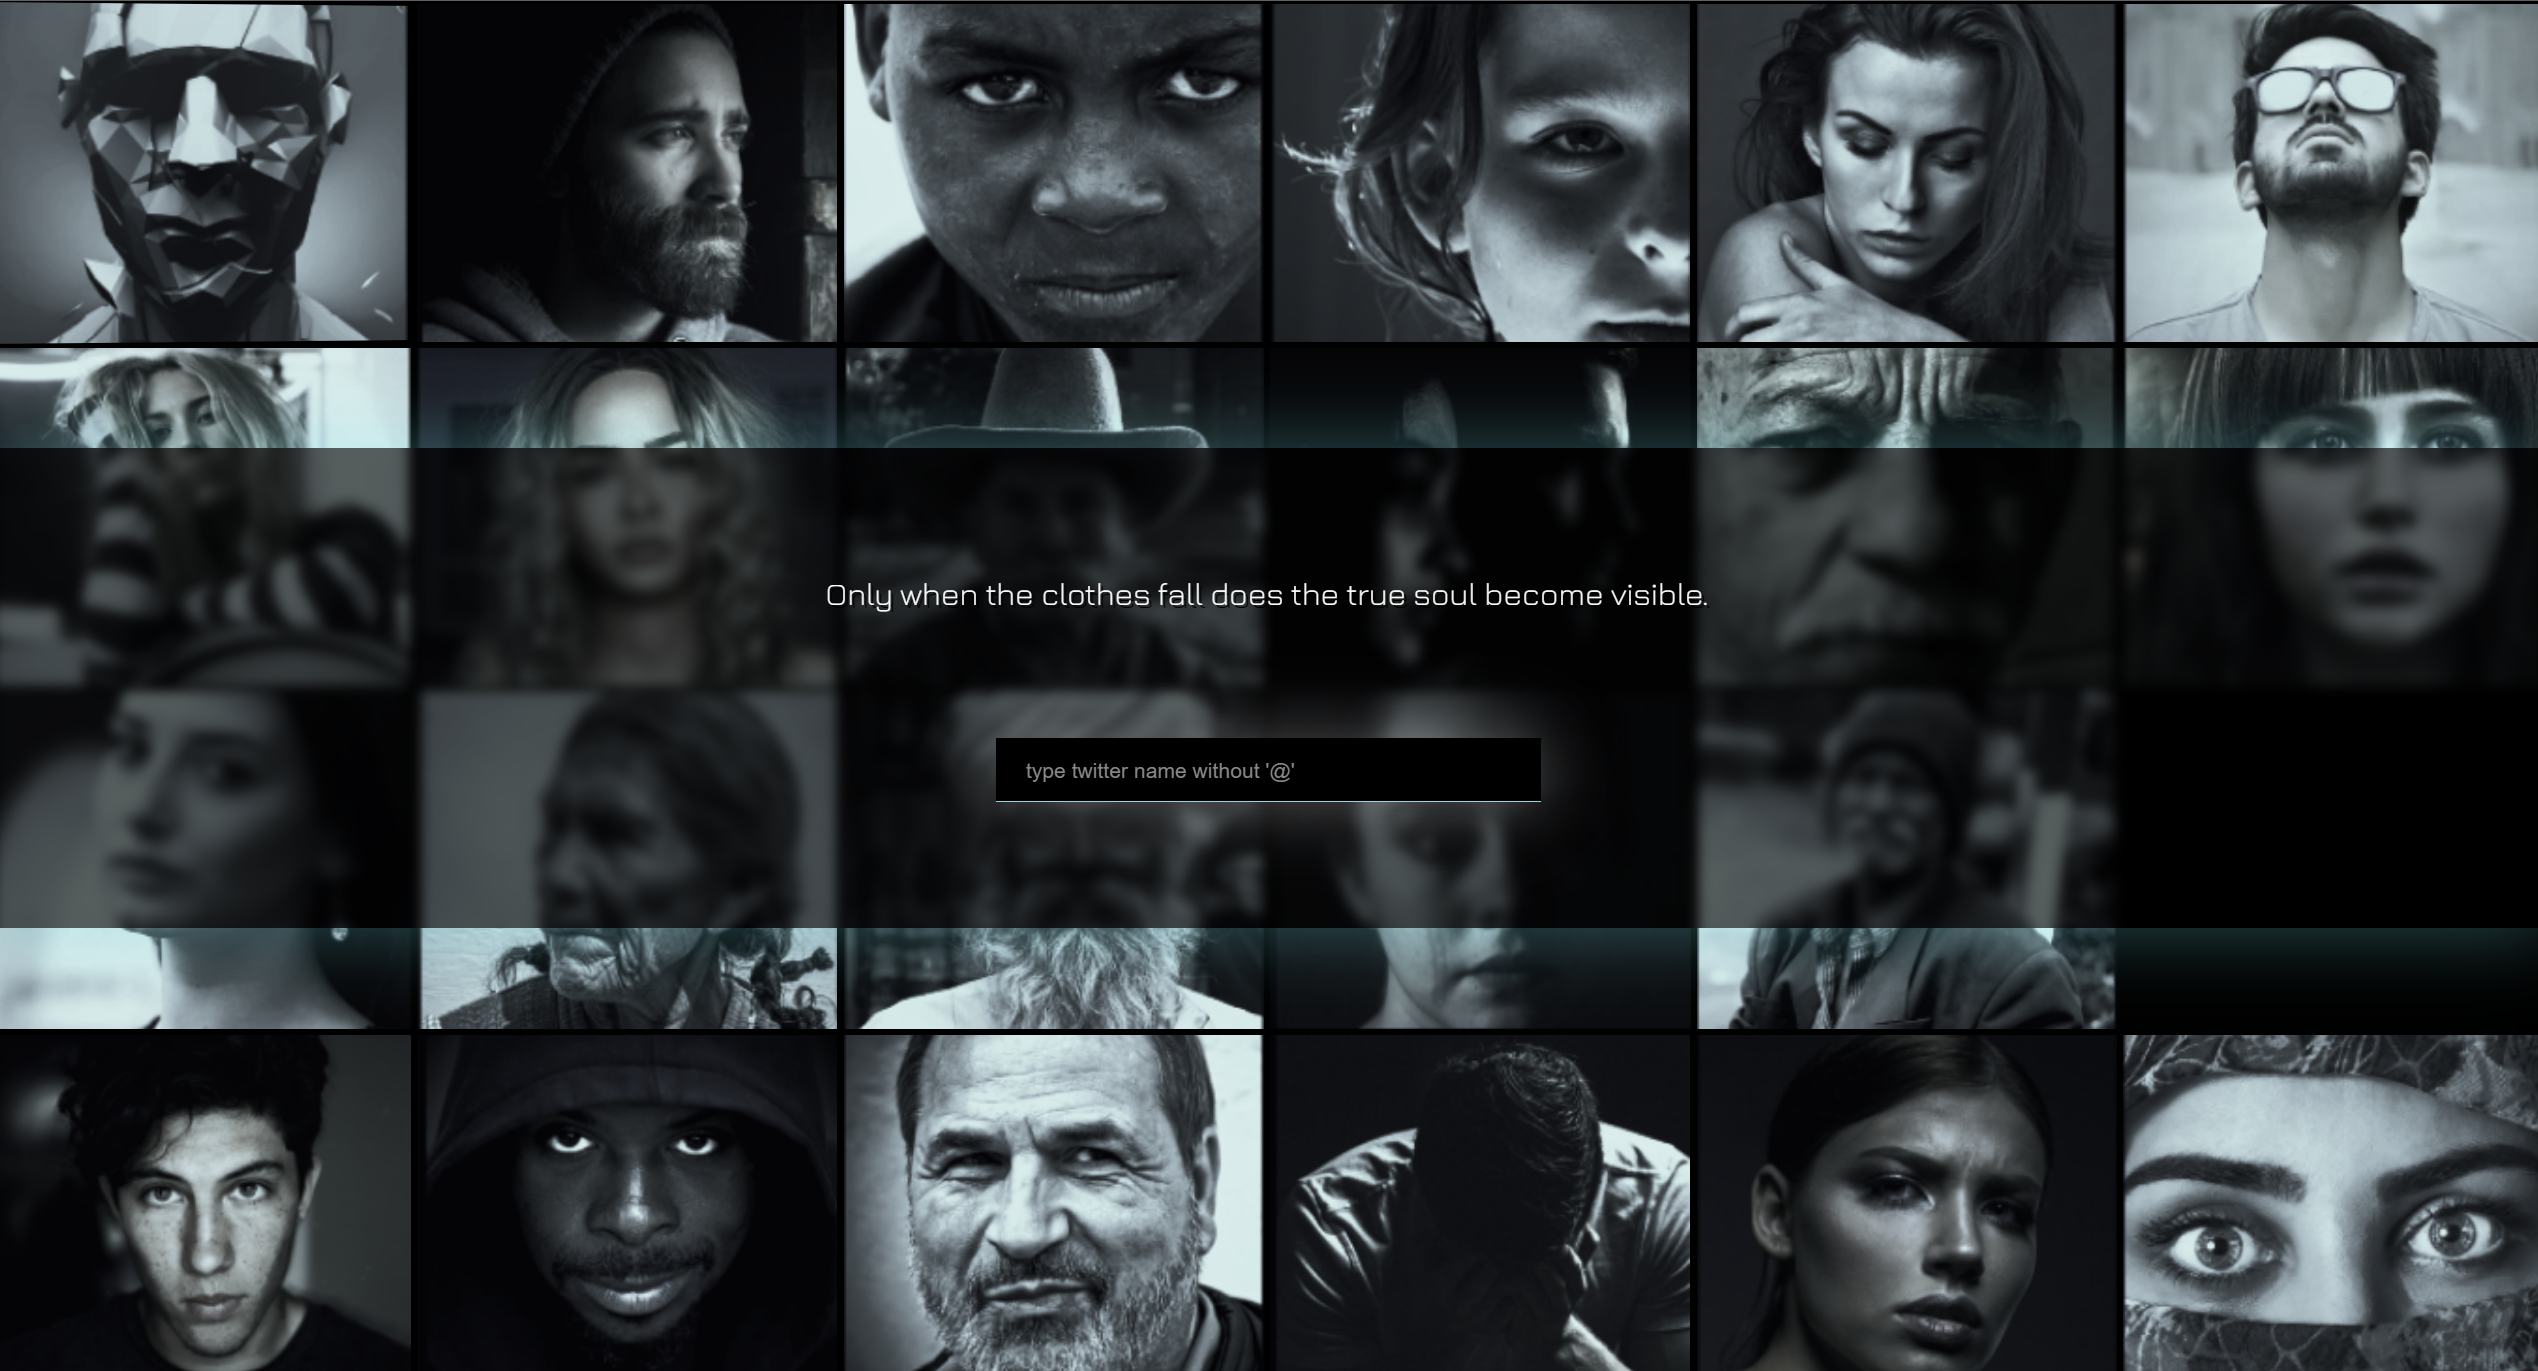 Only when the clothes fall does the true soul become visible.
type twitter name without '@'